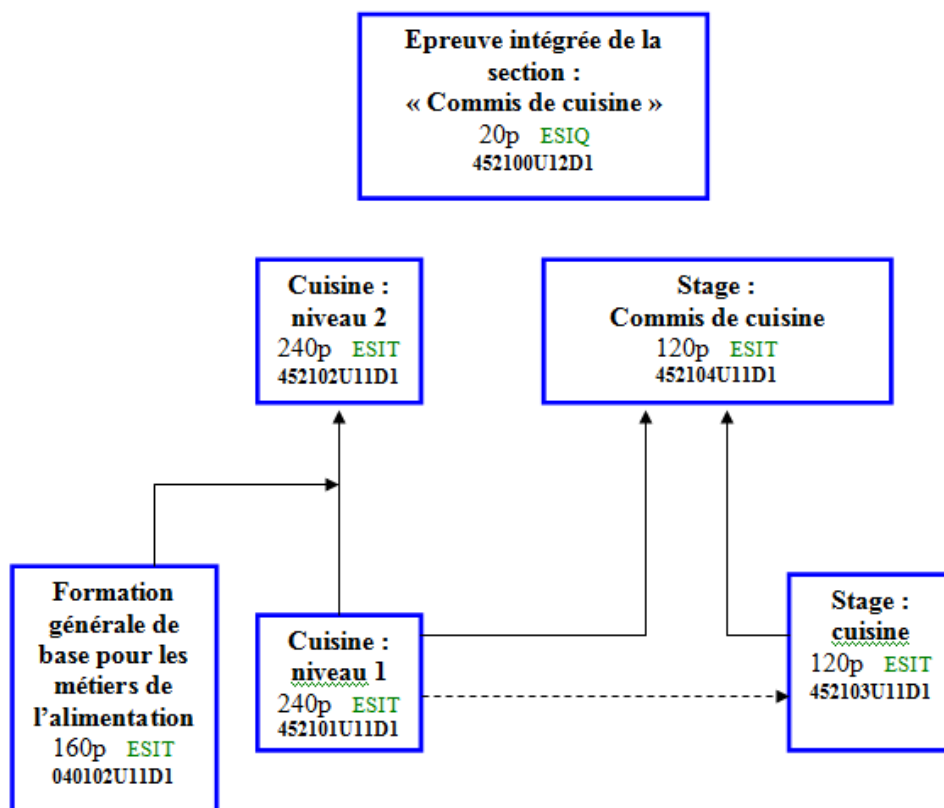 Epreuve intégrée de la
section :
« Commis de cuisine »
20p ESIQ
452100U12D1
Cuisine :
niveau 2
240p ESIT
452102U11D1
Stage :
Commis de cuisine
120p ESIT
452104U11D1
Formation
générale de
base pour les
métiers de
l’alimentation
160p ESIT
040102U11D1
Cuisine :
niveau 1
240p ESIT
452101U11D1
Stage :
cuisine
120p ESIT
452103U11D1